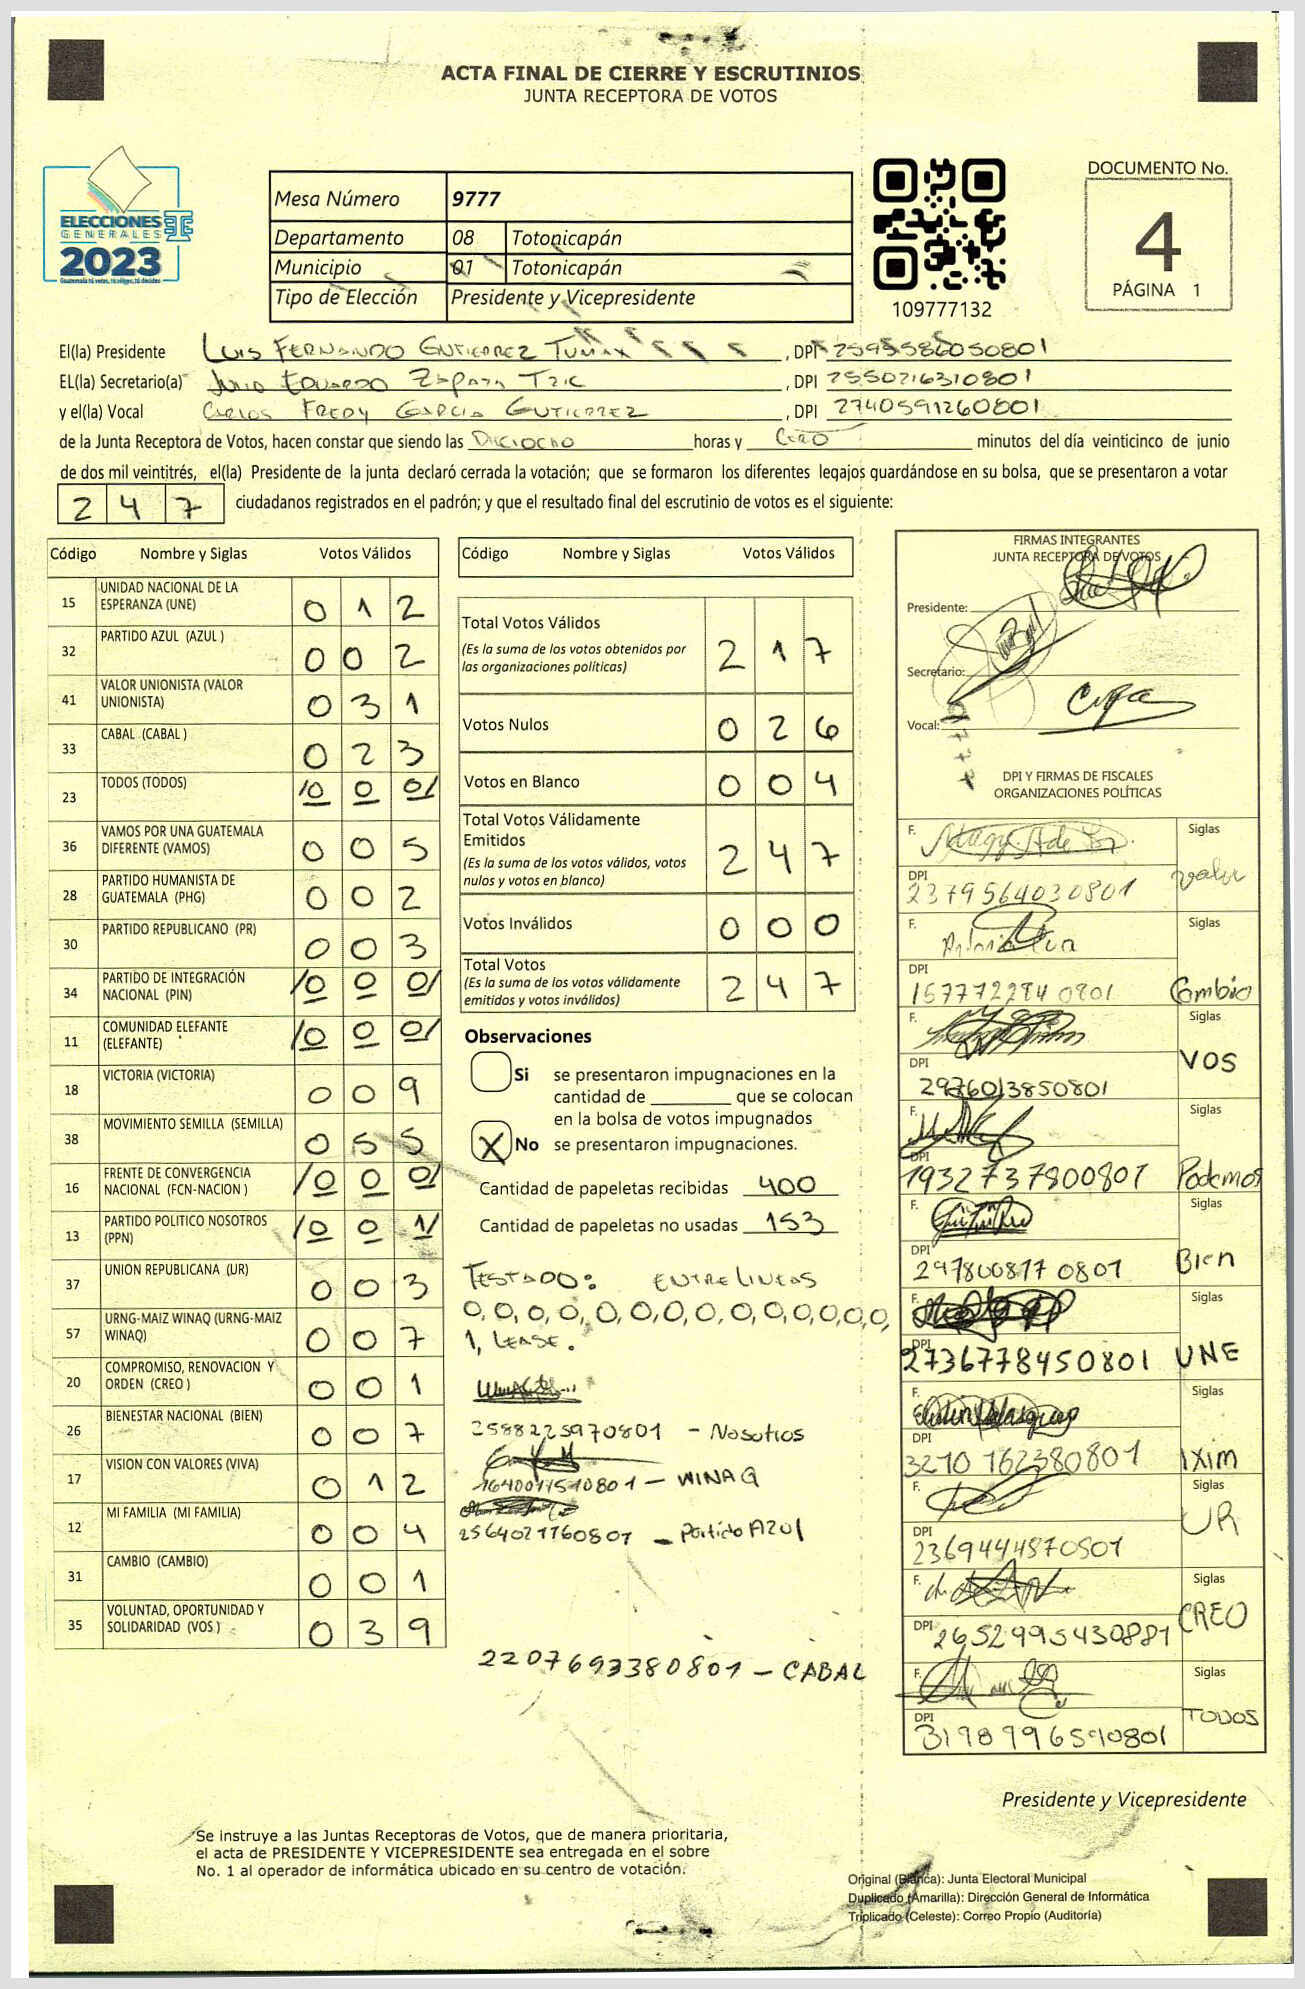 ACTA FINAL DE CIERRE Y ESCRUTINIOS
JUNTA RECEPTORA DE VOTOS
ELECCIONES
GENERALES
2023
Mesa Número 9777
Departamento 08 Totonicapán
Municipio 01 Totonicapán
Tipo de Elección Presidente y Vicepresidente
109777132
DOCUMENTO No.
4
PÁGINA 1
El(la) Presidente LUIS FERNANDO GUTIERREZ TUMAX , DPI 2595586050801
EL(la) Secretario(a) JULIO EDUARDO ZAPATA TZIC , DPI 2550216310801
y el(la) Vocal CARLOS FREDY GARCIA GUTIERREZ , DPI 2740591260801
de la Junta Receptora de Votos, hacen constar que siendo las DIECIOCHO horas y CERO minutos del día veinticinco de junio
de dos mil veintitrés, el(la) Presidente de la junta declaró cerrada la votación; que se formaron los diferentes legajos guardándose en su bolsa, que se presentaron a votar
2 4 7 ciudadanos registrados en el padrón; y que el resultado final del escrutinio de votos es el siguiente:
Código Nombre y Siglas Votos Válidos
15 UNIDAD NACIONAL DE LA ESPERANZA (UNE) 0 1 2
32 PARTIDO AZUL (AZUL ) 0 0 2
41 VALOR UNIONISTA (VALOR UNIONISTA) 0 3 1
33 CABAL (CABAL ) 0 2 3
23 TODOS (TODOS) /0 0 0/
36 VAMOS POR UNA GUATEMALA DIFERENTE (VAMOS) 0 0 5
28 PARTIDO HUMANISTA DE GUATEMALA (PHG) 0 0 2
30 PARTIDO REPUBLICANO (PR) 0 0 3
34 PARTIDO DE INTEGRACIÓN NACIONAL (PIN) /0 0 0/
11 COMUNIDAD ELEFANTE (ELEFANTE) /0 0 0/
18 VICTORIA (VICTORIA) 0 0 9
38 MOVIMIENTO SEMILLA (SEMILLA) 0 5 5
16 FRENTE DE CONVERGENCIA NACIONAL (FCN-NACION ) /0 0 0/
13 PARTIDO POLITICO NOSOTROS (PPN) /0 0 1/
37 UNION REPUBLICANA (UR) 0 0 3
57 URNG-MAIZ WINAQ (URNG-MAIZ WINAQ) 0 0 7
20 COMPROMISO, RENOVACION Y ORDEN (CREO ) 0 0 1
26 BIENESTAR NACIONAL (BIEN) 0 0 7
17 VISION CON VALORES (VIVA) 0 1 2
12 MI FAMILIA (MI FAMILIA) 0 0 4
31 CAMBIO (CAMBIO) 0 0 1
35 VOLUNTAD, OPORTUNIDAD Y SOLIDARIDAD (VOS ) 0 3 9
Código Nombre y Siglas Votos Válidos
Total Votos Válidos 2 1 7
(Es la suma de los votos obtenidos por
las organizaciones políticas)
Votos Nulos 0 2 6
Votos en Blanco 0 0 4
Total Votos Válidamente
Emitidos 2 4 7
(Es la suma de los votos válidos, votos
nulos y votos en blanco)
Votos Inválidos 0 0 0
Total Votos 2 4 7
(Es la suma de los votos válidamente
emitidos y votos inválidos)
Observaciones
Si se presentaron impugnaciones en la
cantidad de ________ que se colocan
en la bolsa de votos impugnados
X No se presentaron impugnaciones.
Cantidad de papeletas recibidas 400
Cantidad de papeletas no usadas 153
TESTADO: ENTRE LINEAS
0, 0, 0, 0, 0, 0, 0, 0, 0, 0, 0, 0, 0,
1, LEASE.
2588225970801 - Nosotros
1640011510801 - WINAQ
2564021760801 - Partido AZUl
2207693380801 - CABAL
FIRMAS INTEGRANTES
JUNTA RECEPTORA DE VOTOS
Presidente:
Secretario:
Vocal:
DPI Y FIRMAS DE FISCALES
ORGANIZACIONES POLÍTICAS
F. Siglas
DPI 2379564030801 valor
F. Siglas
DPI 1577722840801 Cambio
F. Siglas
DPI 2976013850801 VOS
F. Siglas
DPI 1932737800801 Podemos
F. Siglas
DPI 2978008770801 Bien
F. Siglas
DPI 2736778450801 UNE
F. Siglas
DPI 3210162380801 IXIM
F. Siglas
DPI 2369444870801 UR
F. Siglas
DPI 2652995430881 CREO
F. Siglas
DPI 3198996590801 TODOS
Presidente y Vicepresidente
Se instruye a las Juntas Receptoras de Votos, que de manera prioritaria,
el acta de PRESIDENTE Y VICEPRESIDENTE sea entregada en el sobre
No. 1 al operador de informática ubicado en su centro de votación.
Original (Blanca): Junta Electoral Municipal
Duplicado (Amarilla): Dirección General de Informática
Triplicado (Celeste): Correo Propio (Auditoría)